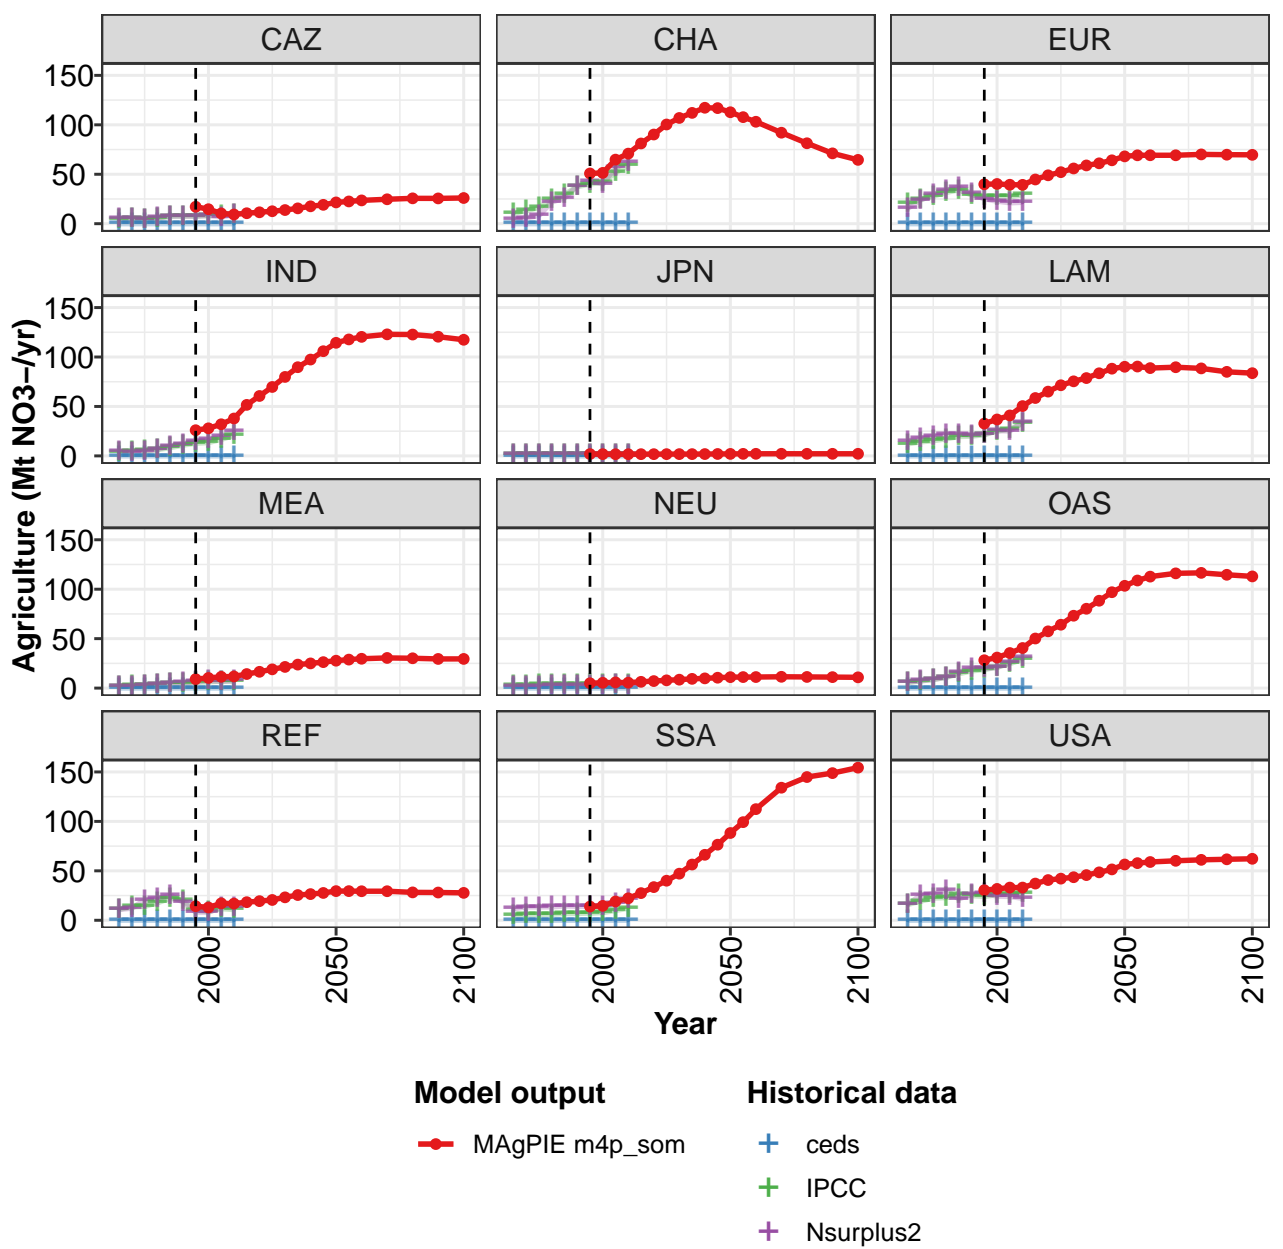 CAZ CHA EUR
150
100
50
0
IND JPN LAM
150
100
50
0
MEA NEU OAS
150
100
50
0
REF SSA USA
150
100
50
0
Agriculture (Mt NO3−/yr)
2000 2050 2100 2000 2050 2100 2000 2050 2100
Year
Model output
MAgPIE m4p_som
Historical data
ceds
IPCC
Nsurplus2